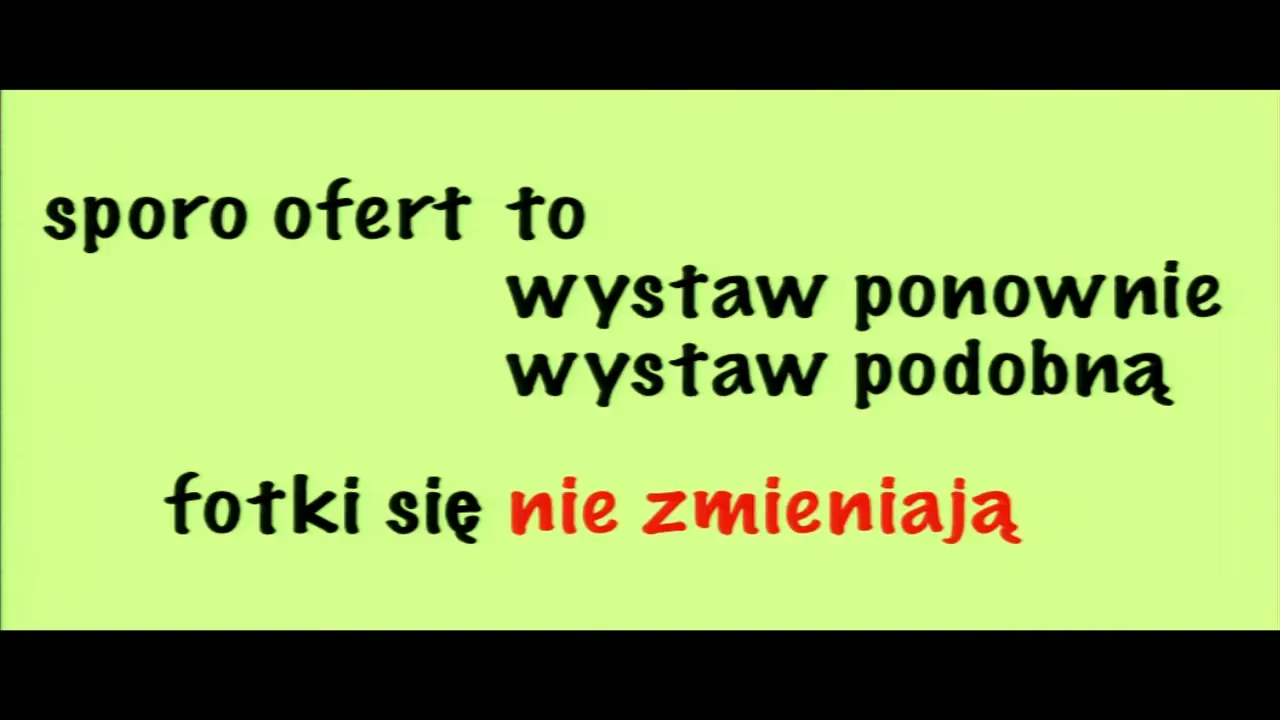 sporo ofert to
wystaw ponownie
wystaw podobną
fotki się nie zmieniają